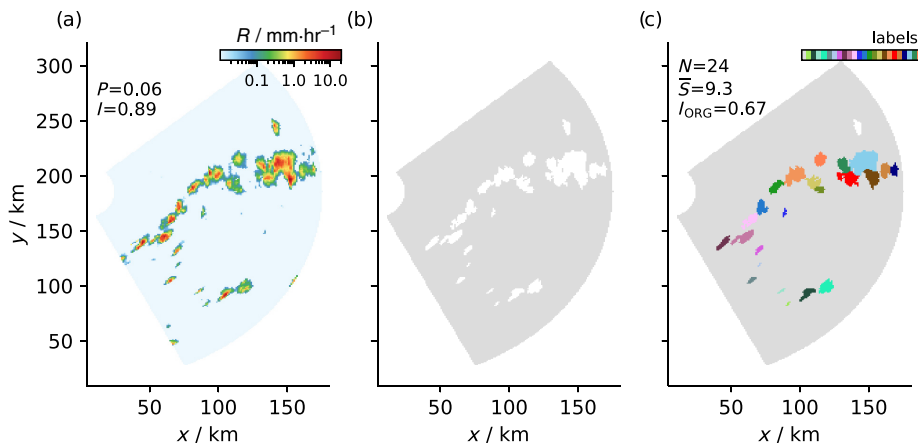 (a)
R / mm·hr⁻¹
0.1 1.0 10.0
P=0.06
I=0.89
300
250
200
150
100
50
y / km
50 100 150
x / km
(b)
50 100 150
x / km
(c)
labels
N=24
S̅=9.3
I_ORG=0.67
50 100 150
x / km